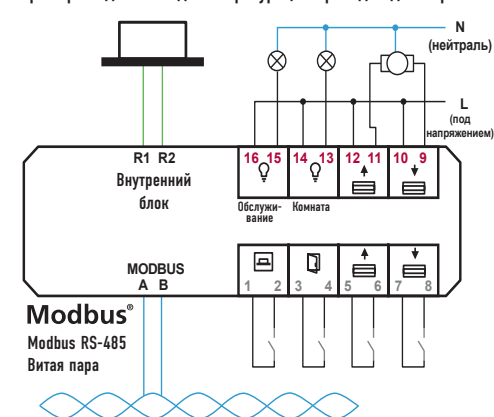 N
(нейтраль)
L
(под
напряжением)
R1 R2
16 15 14 13 12 11 10 9
Внутренний
блок
Обслужи-
вание
Комната
MODBUS
A B
1 2 3 4 5 6 7 8
Modbus®
Modbus RS-485
Витая пара